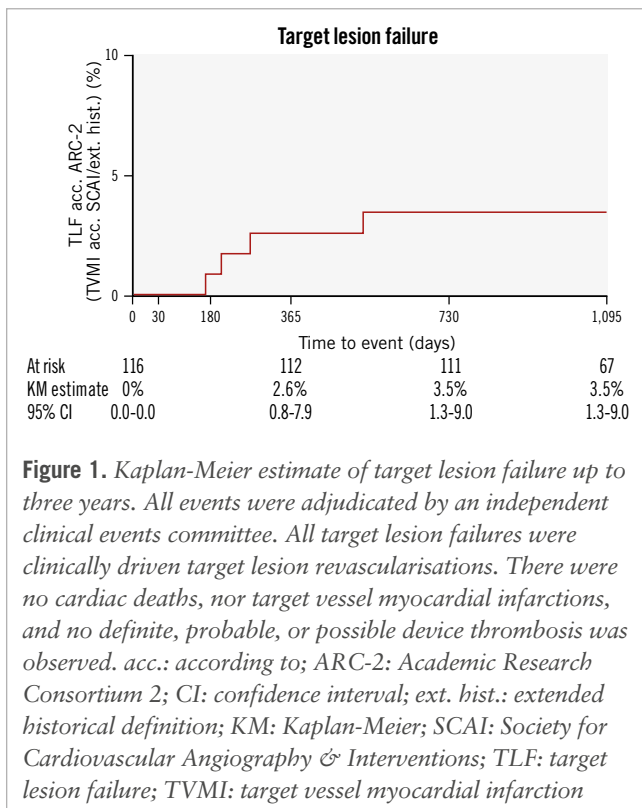 Target lesion failure
TLF acc. ARC-2
(TVMI acc. SCAI/ext. hist.) (%)
10
5
0
0 30 180 365 730 1,095
Time to event (days)
At risk 116 112 111 67
KM estimate 0% 2.6% 3.5% 3.5%
95% CI 0.0-0.0 0.8-7.9 1.3-9.0 1.3-9.0
Figure 1. Kaplan-Meier estimate of target lesion failure up to
three years. All events were adjudicated by an independent
clinical events committee. All target lesion failures were
clinically driven target lesion revascularisations. There were
no cardiac deaths, nor target vessel myocardial infarctions,
and no definite, probable, or possible device thrombosis was
observed. acc.: according to; ARC-2: Academic Research
Consortium 2; CI: confidence interval; ext. hist.: extended
historical definition; KM: Kaplan-Meier; SCAI: Society for
Cardiovascular Angiography & Interventions; TLF: target
lesion failure; TVMI: target vessel myocardial infarction